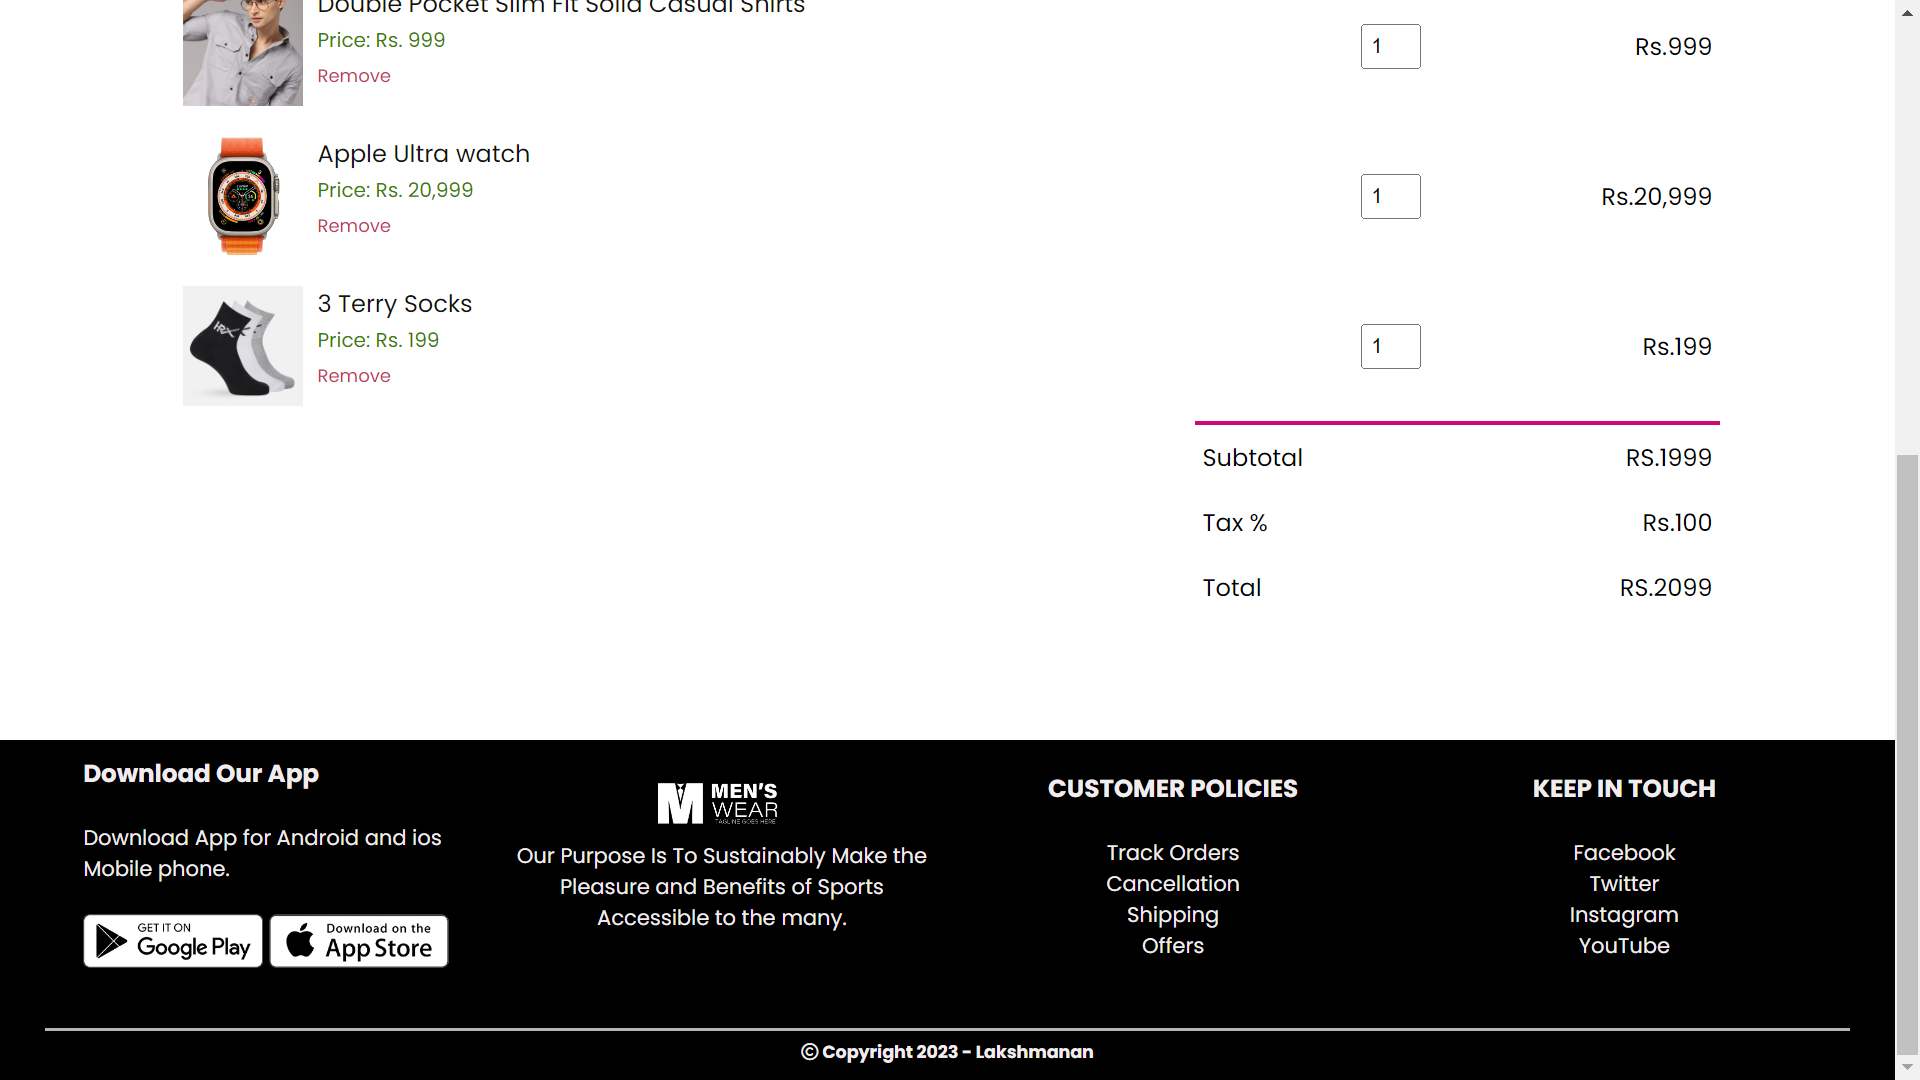 Double Pocket Slim Fit Solid Casual Shirts
Price: Rs. 999
Remove
1
Rs.999
Apple Ultra watch
Price: Rs. 20,999
Remove
1
Rs.20,999
3 Terry Socks
Price: Rs. 199
Remove
1
Rs.199
HRX
Subtotal RS.1999
Tax % Rs.100
Total RS.2099
Download Our App
Download App for Android and ios
Mobile phone.
GET IT ON
Google Play
Download on the
App Store
M MEN'S
WEAR
TAGLINE GOES HERE
Our Purpose Is To Sustainably Make the
Pleasure and Benefits of Sports
Accessible to the many.
CUSTOMER POLICIES
Track Orders
Cancellation
Shipping
Offers
KEEP IN TOUCH
Facebook
Twitter
Instagram
YouTube
© Copyright 2023 - Lakshmanan